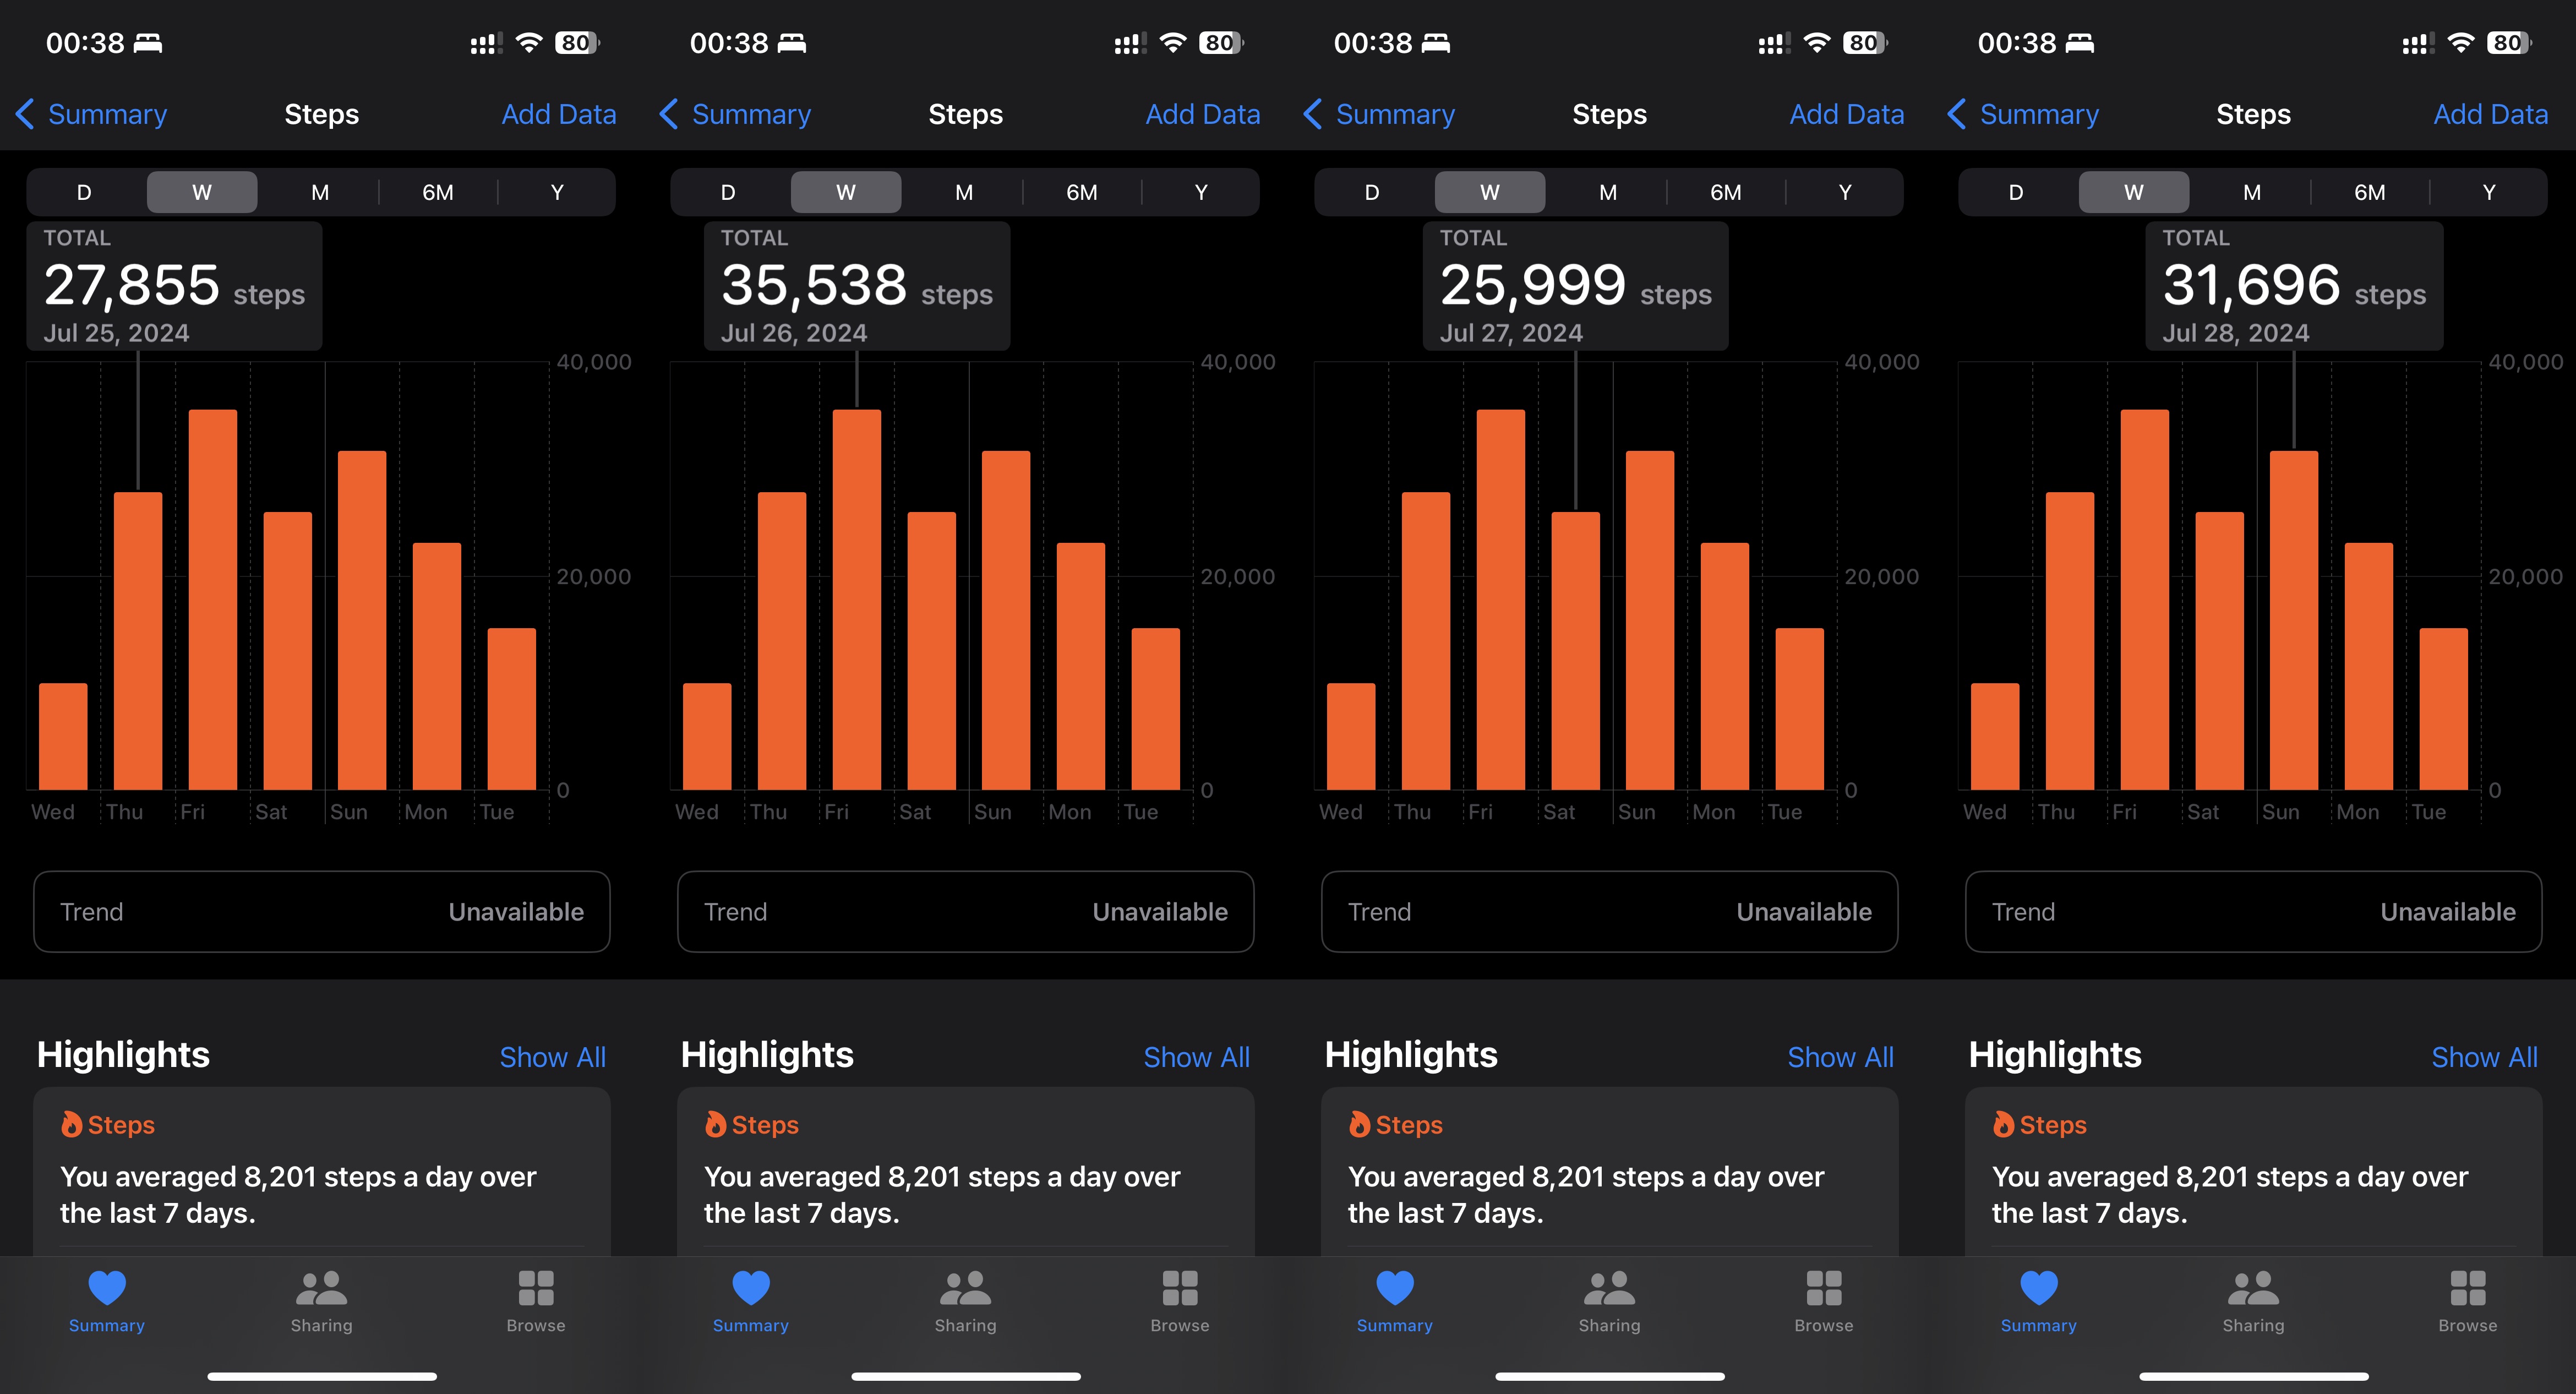 00:38 80
Summary Steps Add Data
D W M 6M Y
TOTAL
27,855 steps
Jul 25, 2024
40,000
20,000
0
Wed Thu Fri Sat Sun Mon Tue
Trend Unavailable
Highlights Show All
Steps
You averaged 8,201 steps a day over
the last 7 days.
Summary Sharing Browse
00:38 80
Summary Steps Add Data
D W M 6M Y
TOTAL
35,538 steps
Jul 26, 2024
40,000
20,000
0
Wed Thu Fri Sat Sun Mon Tue
Trend Unavailable
Highlights Show All
Steps
You averaged 8,201 steps a day over
the last 7 days.
Summary Sharing Browse
00:38 80
Summary Steps Add Data
D W M 6M Y
TOTAL
25,999 steps
Jul 27, 2024
40,000
20,000
0
Wed Thu Fri Sat Sun Mon Tue
Trend Unavailable
Highlights Show All
Steps
You averaged 8,201 steps a day over
the last 7 days.
Summary Sharing Browse
00:38 80
Summary Steps Add Data
D W M 6M Y
TOTAL
31,696 steps
Jul 28, 2024
40,000
20,000
0
Wed Thu Fri Sat Sun Mon Tue
Trend Unavailable
Highlights Show All
Steps
You averaged 8,201 steps a day over
the last 7 days.
Summary Sharing Browse